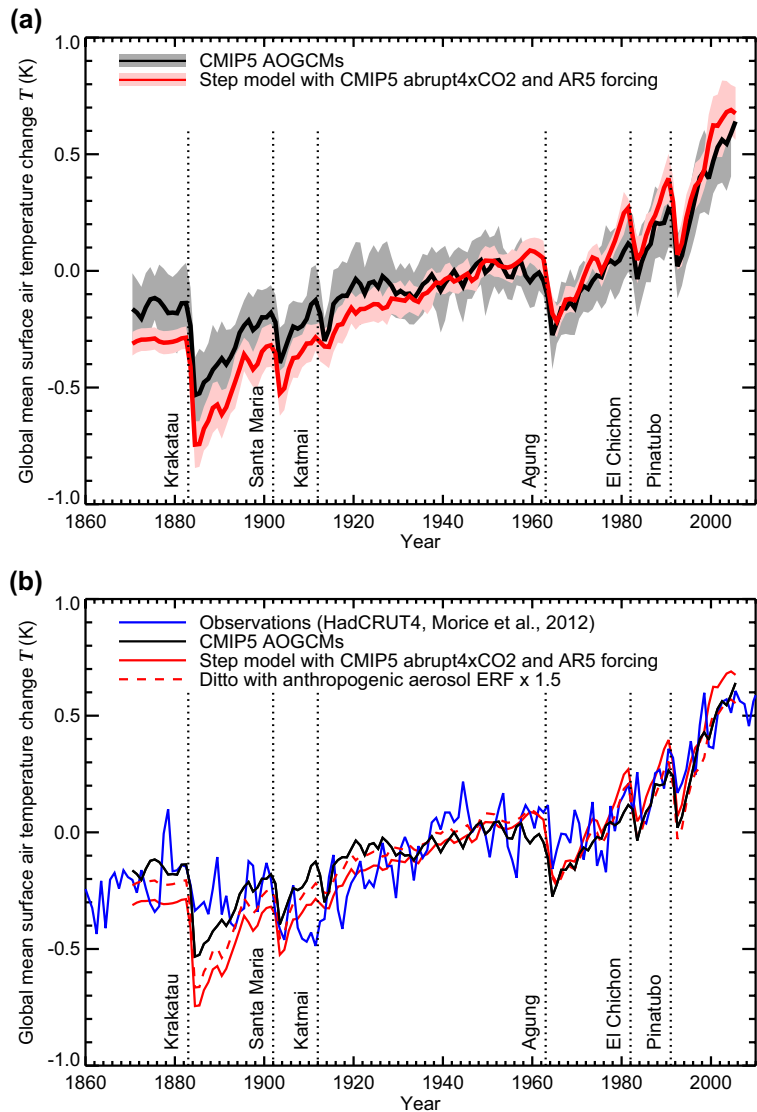 (a)
Global mean surface air temperature change T (K)
1.0
0.5
0.0
-0.5
-1.0
CMIP5 AOGCMs
Step model with CMIP5 abrupt4xCO2 and AR5 forcing
Krakatau
Santa Maria
Katmai
Agung
El Chichon
Pinatubo
1860 1880 1900 1920 1940 1960 1980 2000
Year
(b)
Global mean surface air temperature change T (K)
1.0
0.5
0.0
-0.5
-1.0
Observations (HadCRUT4, Morice et al., 2012)
CMIP5 AOGCMs
Step model with CMIP5 abrupt4xCO2 and AR5 forcing
Ditto with anthropogenic aerosol ERF x 1.5
Krakatau
Santa Maria
Katmai
Agung
El Chichon
Pinatubo
1860 1880 1900 1920 1940 1960 1980 2000
Year